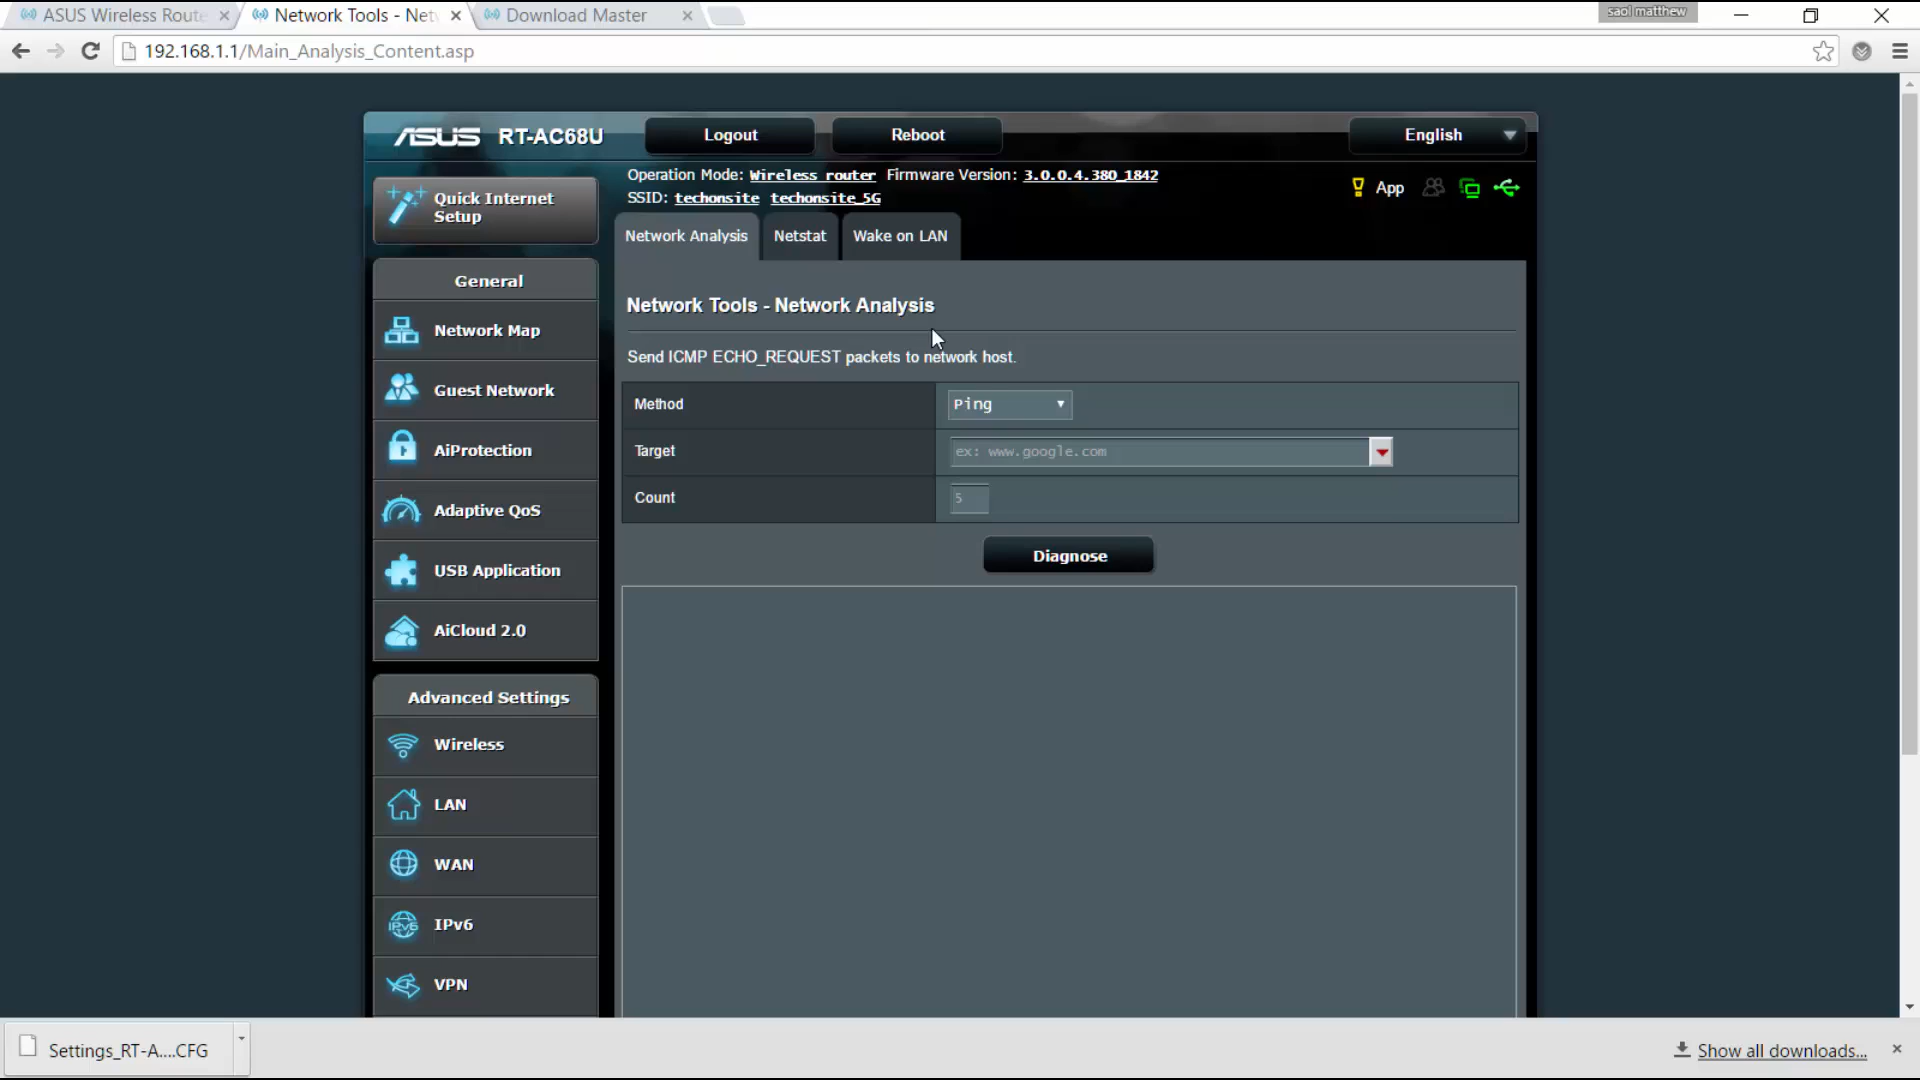 ASUS Wireless Route
Network Tools - Net
Download Master
saol matthew
192.168.1.1/Main_Analysis_Content.asp
ASUS RT-AC68U
Logout
Reboot
English
Quick Internet
Setup
Operation Mode: Wireless router Firmware Version: 3.0.0.4.380_1842
SSID: techonsite techonsite_5G
App
Network Analysis
Netstat
Wake on LAN
General
Network Map
Guest Network
AiProtection
Adaptive QoS
USB Application
AiCloud 2.0
Advanced Settings
Wireless
LAN
WAN
IPv6
IPv6
VPN
Network Tools - Network Analysis
Send ICMP ECHO_REQUEST packets to network host.
Method
Ping
Target
ex: www.google.com
Count
5
Diagnose
Settings_RT-A....CFG
Show all downloads...